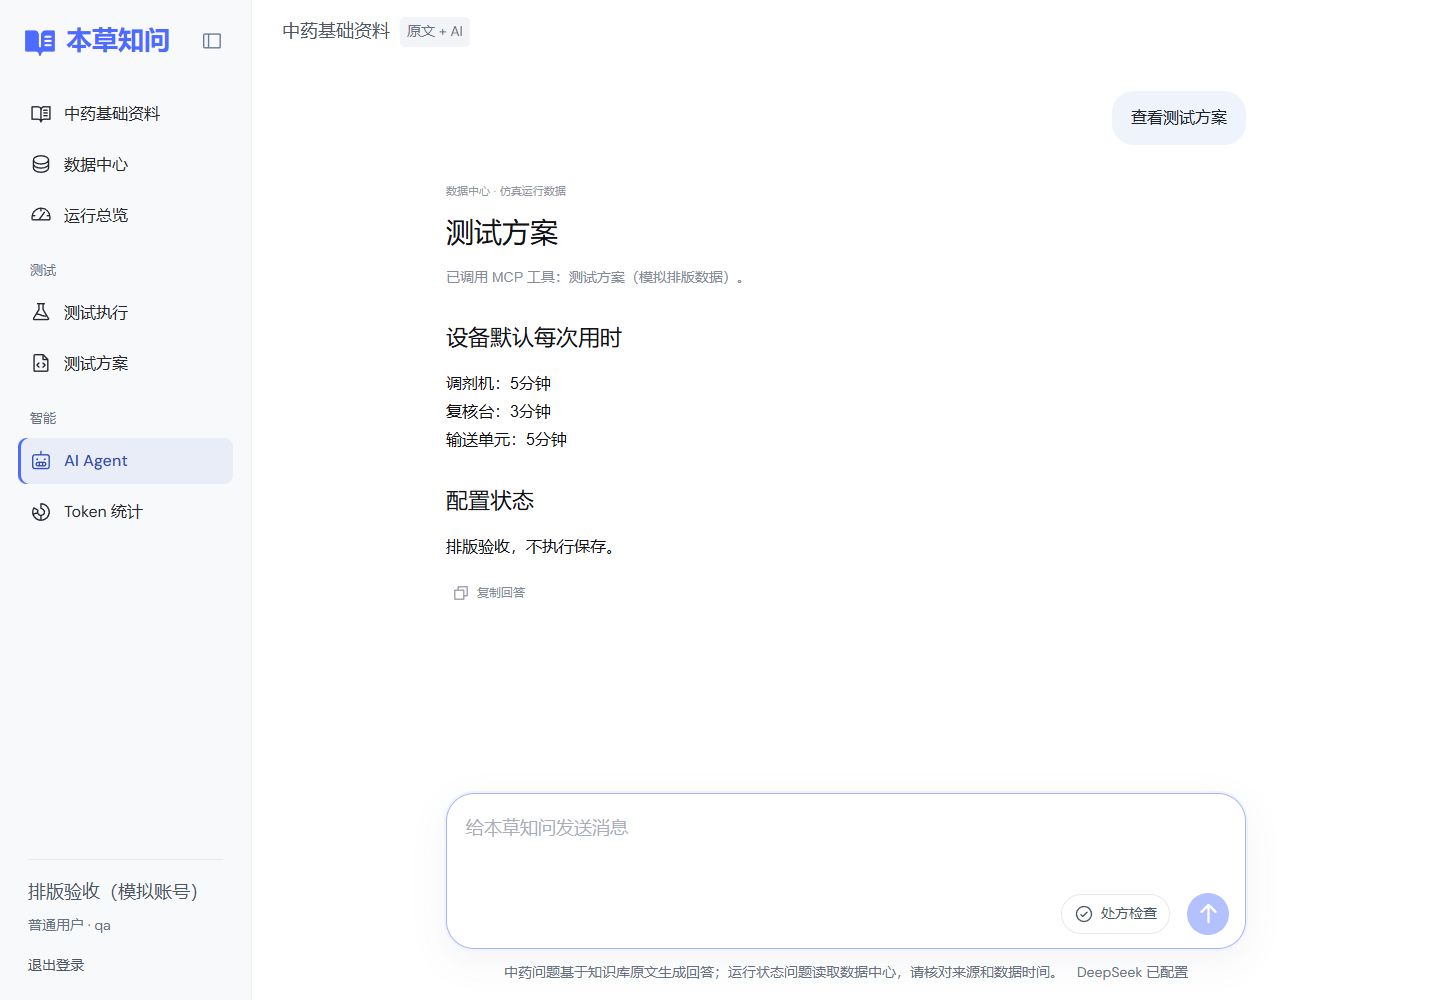 本草知问
中药基础资料
数据中心
运行总览
测试
测试执行
测试方案
智能
AI Agent
Token 统计
排版验收（模拟账号）
普通用户 · qa
退出登录
中药基础资料 原文 + AI
查看测试方案
数据中心 · 仿真运行数据
测试方案
已调用 MCP 工具：测试方案（模拟排版数据）。
设备默认每次用时
调剂机：5分钟
复核台：3分钟
输送单元：5分钟
配置状态
排版验收，不执行保存。
复制回答
给本草知问发送消息
处方检查
中药问题基于知识库原文生成回答；运行状态问题读取数据中心，请核对来源和数据时间。 DeepSeek 已配置